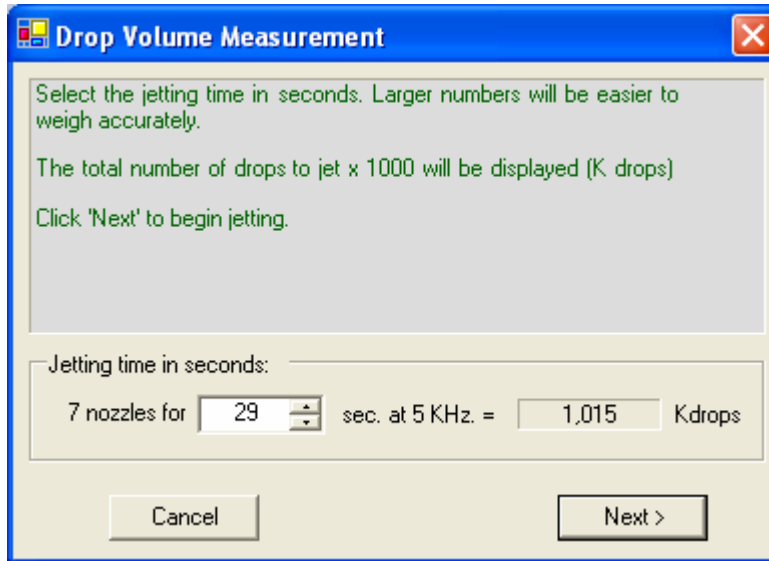 Drop Volume Measurement
Select the jetting time in seconds. Larger numbers will be easier to
weigh accurately.
The total number of drops to jet x 1000 will be displayed (K drops)
Click 'Next' to begin jetting.
Jetting time in seconds:
7 nozzles for 29 sec. at 5 KHz. = 1,015 Kdrops
Cancel Next >